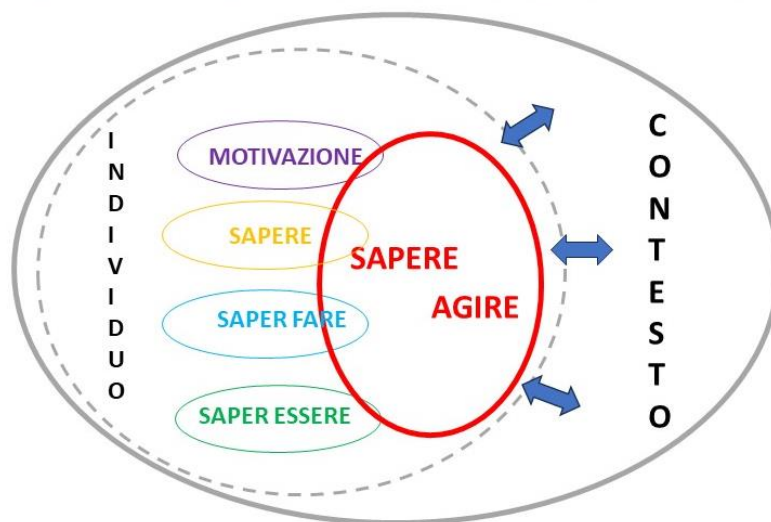 INDIVIDUO
MOTIVAZIONE
SAPERE
SAPER FARE
SAPER ESSERE
SAPERE
AGIRE
CONTESTO